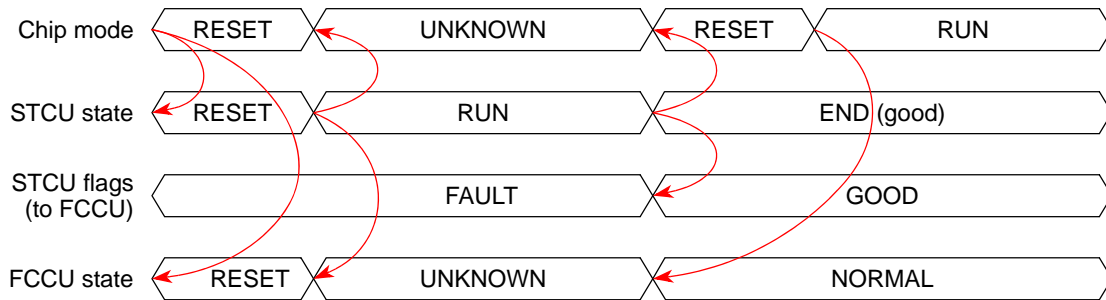 Chip mode RESET UNKNOWN RESET RUN
STCU state RESET RUN END (good)
STCU flags
(to FCCU) FAULT GOOD
FCCU state RESET UNKNOWN NORMAL